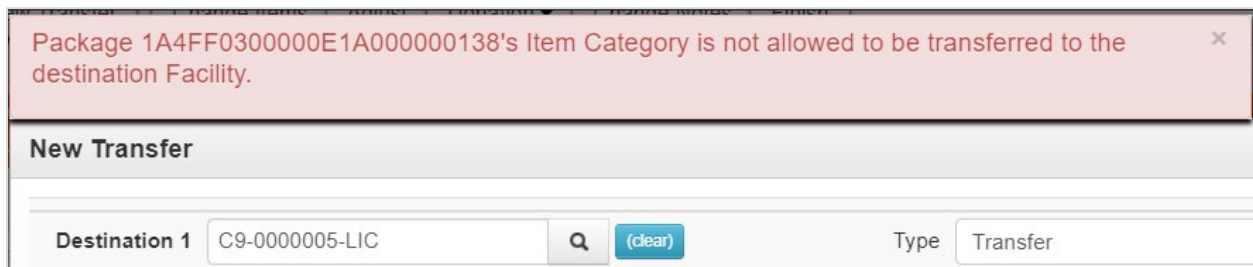 Package 1A4FF0300000E1A000000138's Item Category is not allowed to be transferred to the
destination Facility.
×
New Transfer
Destination 1 C9-0000005-LIC (clear) Type Transfer